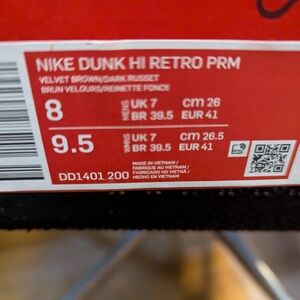 NIKE DUNK HI RETRO PRM
VELVET BROWN/DARK RUSSET
BRUN VELOURS/REINETTE FONCE
8 MENS UK 7 cm 26
BR 39.5 EUR 41
9.5 WMNS UK 7 cm 26.5
BR 39.5 EUR 41
DD1401 200
MADE IN VIETNAM/
FABRIQUÉ AU VIETNAM/
FABRICADO NO VIETNÃ/
HECHO EN VIETNAM